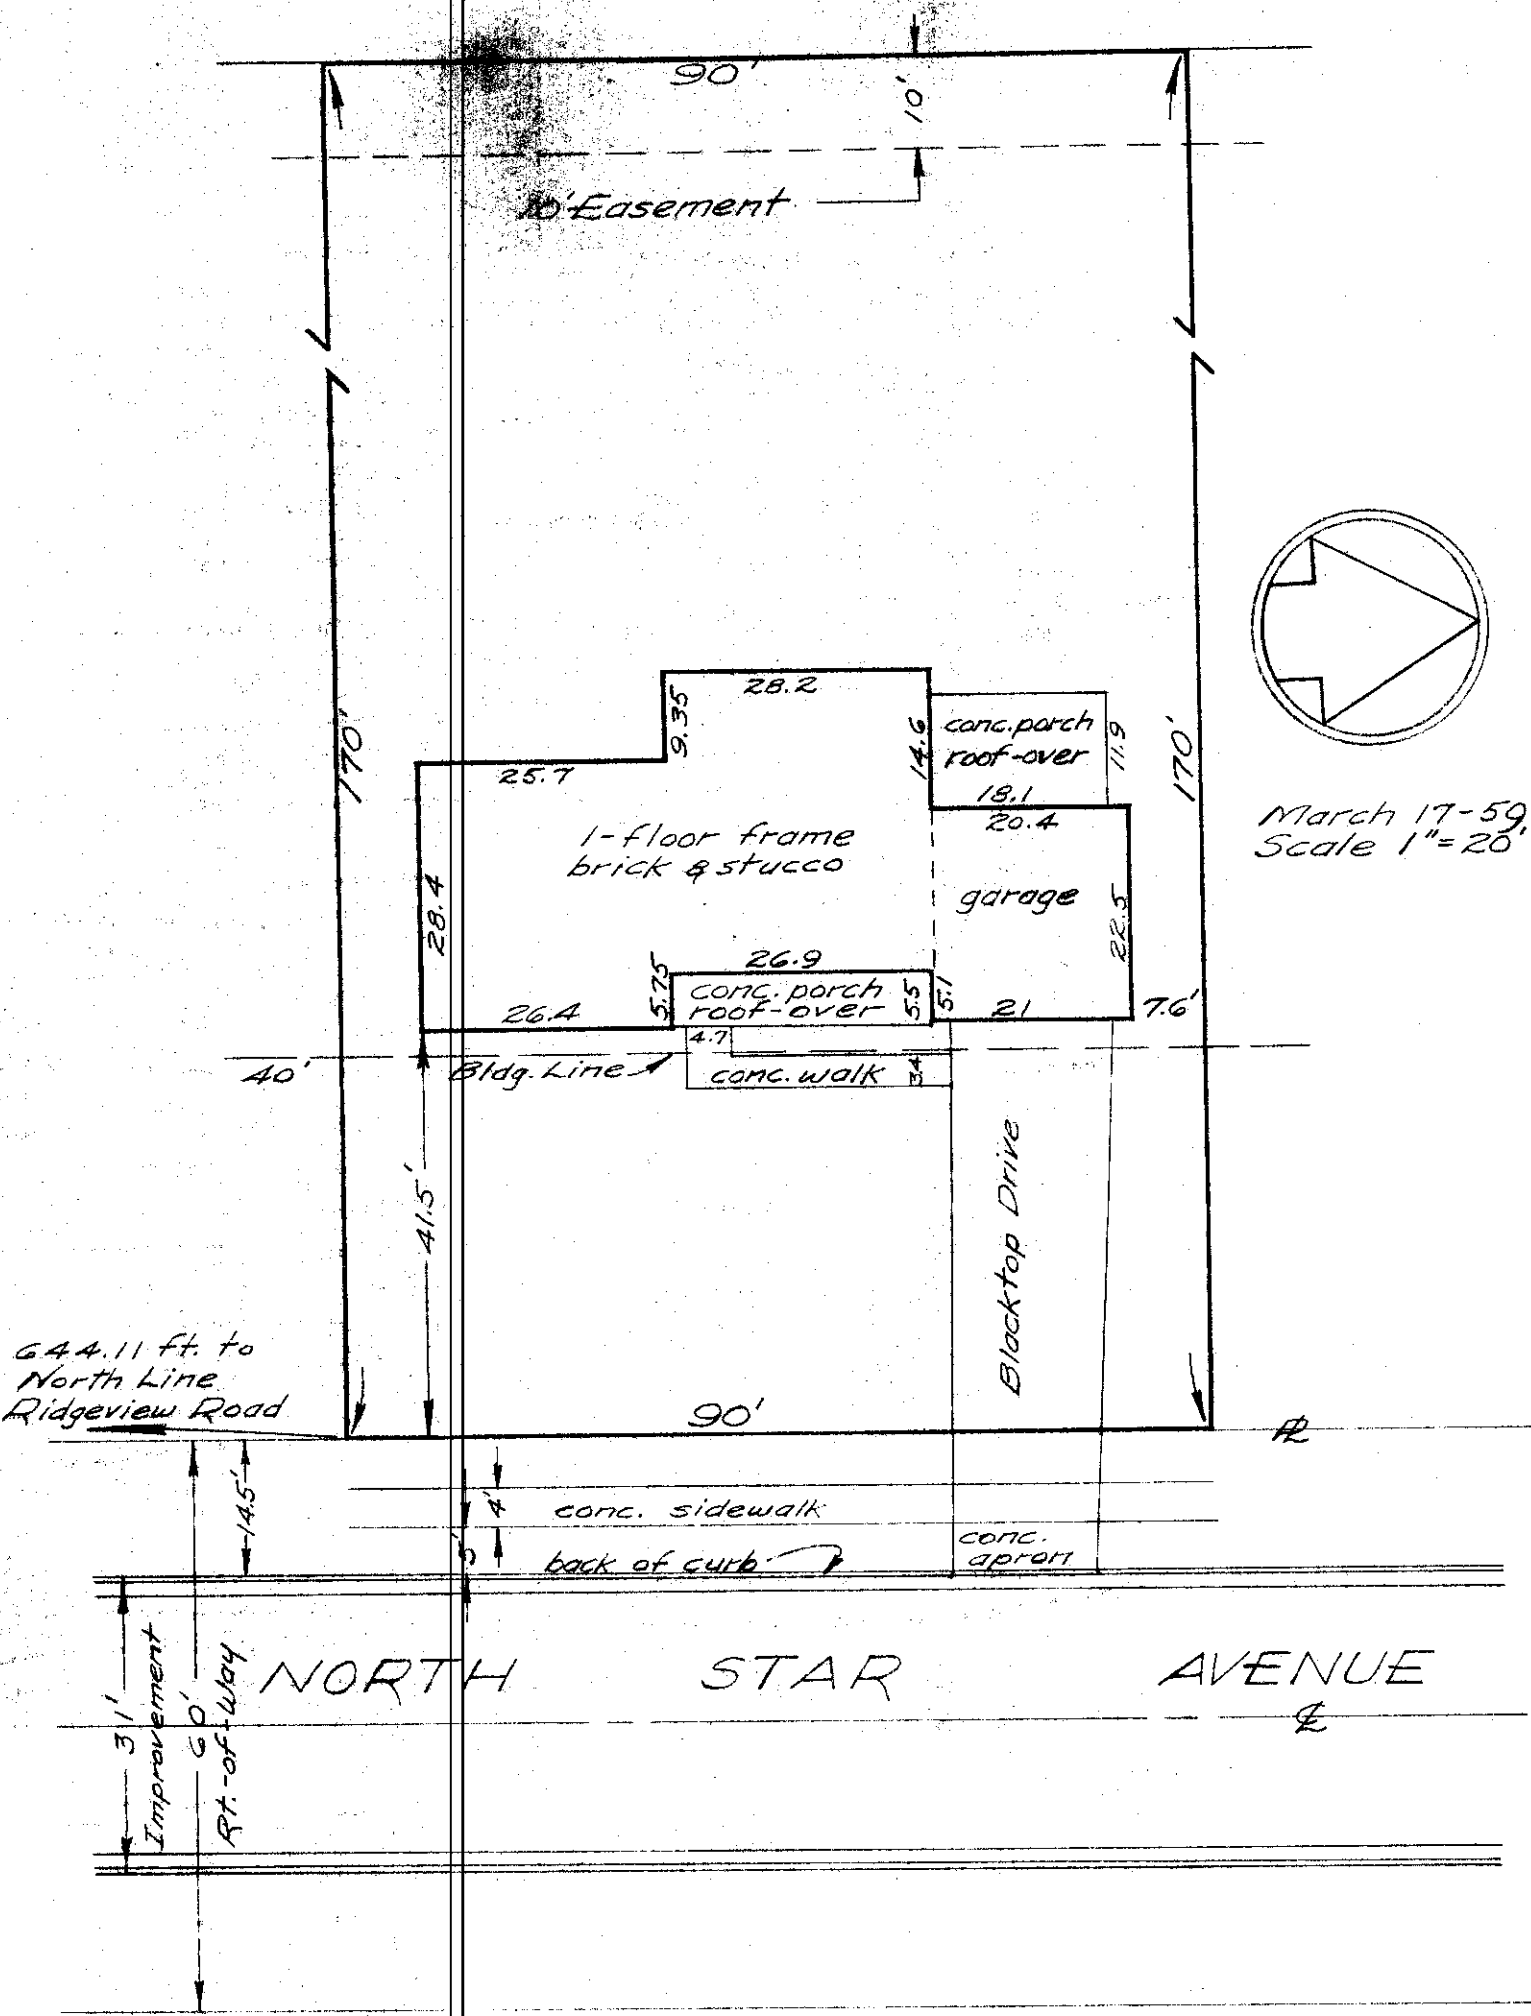 90'
10'
10' Easement
170'
170'
28.2
9.35
25.7
14.6
conc. porch
roof-over
11.9
18.1
20.4
1-floor frame
brick & stucco
March 17-59
Scale 1"=20'
28.4
garage
22.5
26.9
5.75
conc. porch
roof-over
5.5
5.1
26.4
21
7.6'
4.7
40'
Bldg. Line
conc. walk
3.4
41.5'
Blacktop Drive
644.11 ft. to
North Line
Ridgeview Road
90'
PL
14.5'
4'
conc. sidewalk
5'
back of curb
conc.
apron
NORTH STAR AVENUE
CL
31'
Improvement
60'
Rt.-of-Way